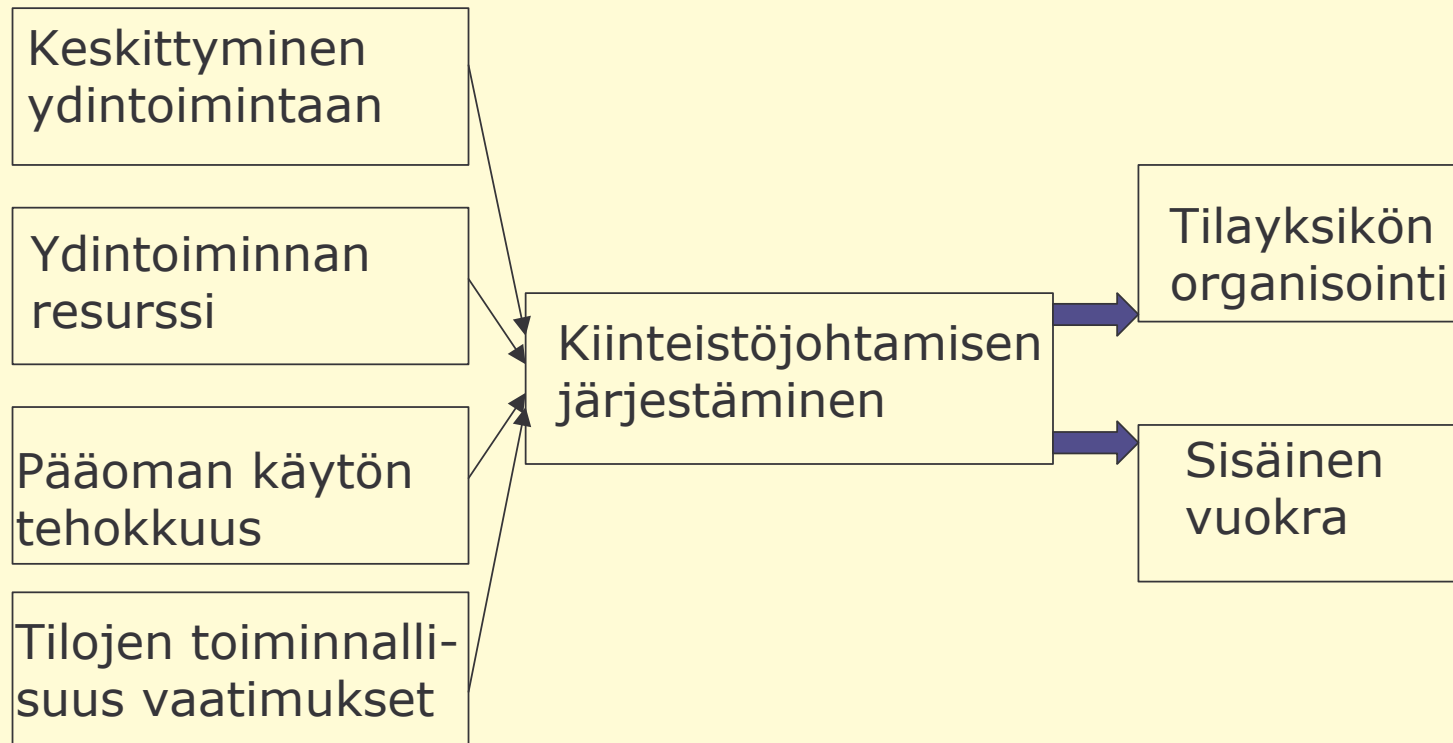 Keskittyminen
ydintoimintaan
Ydintoiminnan
resurssi
Pääoman käytön
tehokkuus
Tilojen toiminnalli-
suus vaatimukset
Kiinteistöjohtamisen
järjestäminen
Tilayksikön
organisointi
Sisäinen
vuokra